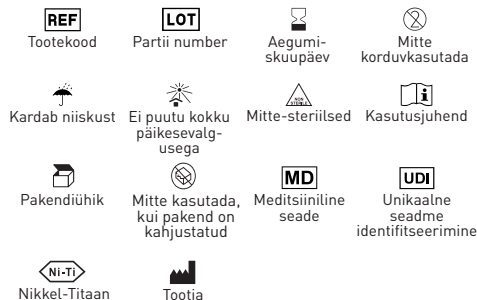 REF
Tootekood
LOT
Partii number
Aegumi-
skuupäev
2
Mitte
korduvkasutada
Kardab niiskust
Ei puutu kokku
päikesevalg-
usega
NON
STERILE
Mitte-steriilsed
i
Kasutusjuhend
Pakendiühik
Mitte kasutada,
kui pakend on
kahjustatud
MD
Meditsiiniline
seade
UDI
Unikaalne
seadme
identifitseerimine
Ni-Ti
Nikkel-Titaan
Tootja